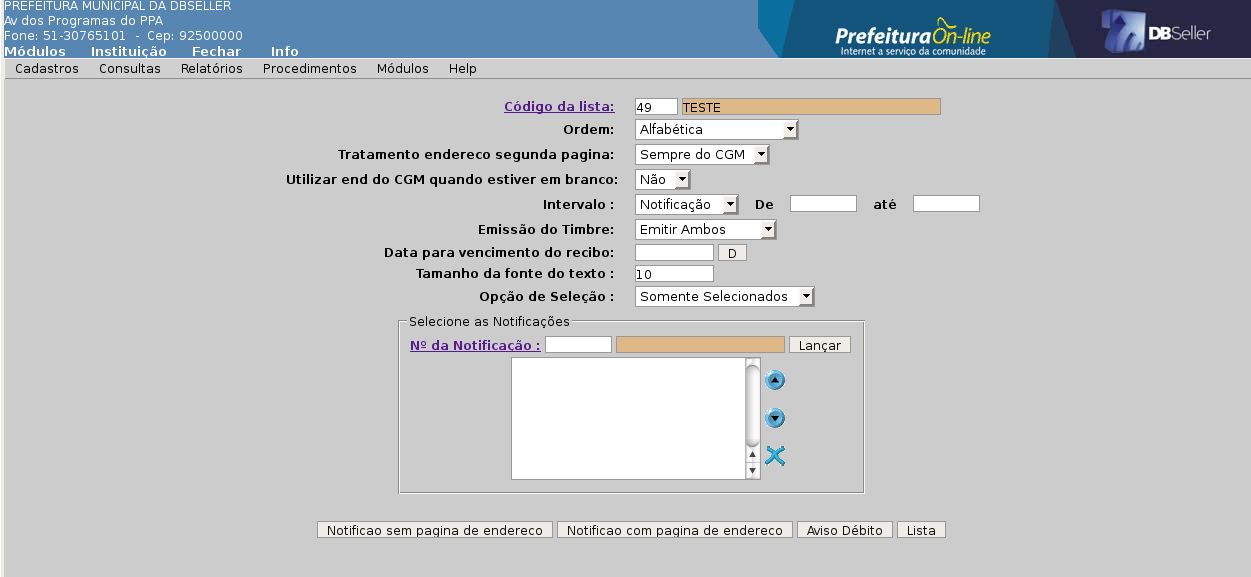 PREFEITURA MUNICIPAL DA DBSELLER
Av dos Programas do PPA
Fone: 51-30765101 - Cep: 92500000
Módulos Instituição Fechar Info
Prefeitura On-line
Internet a serviço da comunidade
DBSeller
Cadastros Consultas Relatórios Procedimentos Módulos Help
Código da lista: 49 TESTE
Ordem: Alfabética
Tratamento endereco segunda pagina: Sempre do CGM
Utilizar end do CGM quando estiver em branco: Não
Intervalo : Notificação De até
Emissão do Timbre: Emitir Ambos
Data para vencimento do recibo: D
Tamanho da fonte do texto : 10
Opção de Seleção : Somente Selecionados
Selecione as Notificações
Nº da Notificação : Lançar
Notificao sem pagina de endereco Notificao com pagina de endereco Aviso Débito Lista